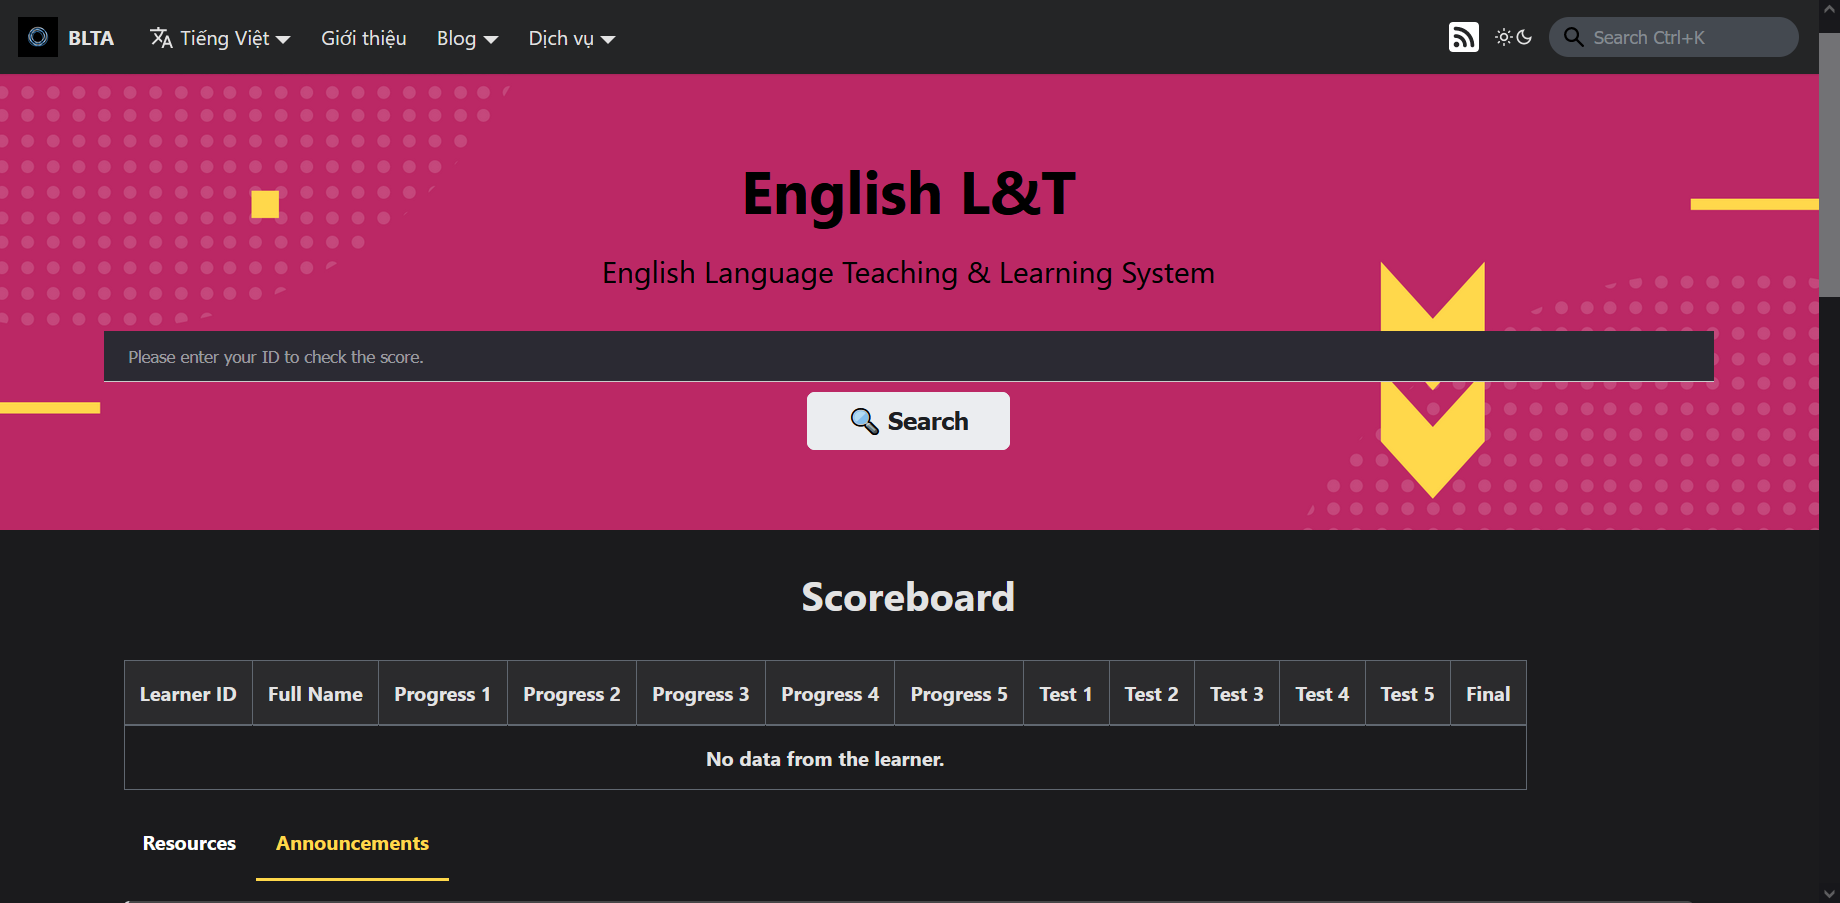 BLTA Tiếng Việt Giới thiệu Blog Dịch vụ Search Ctrl+K
English L&T
English Language Teaching & Learning System
Please enter your ID to check the score.
Search
Scoreboard
Learner ID Full Name Progress 1 Progress 2 Progress 3 Progress 4 Progress 5 Test 1 Test 2 Test 3 Test 4 Test 5 Final
No data from the learner.
Resources Announcements